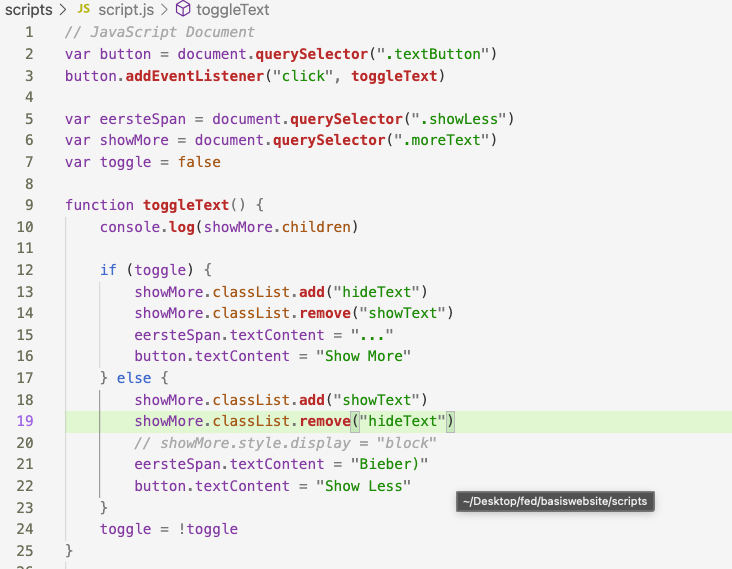 scripts > JS script.js > toggleText
1 // JavaScript Document
2 var button = document.querySelector(".textButton")
3 button.addEventListener("click", toggleText)
4
5 var eersteSpan = document.querySelector(".showLess")
6 var showMore = document.querySelector(".moreText")
7 var toggle = false
8
9 function toggleText() {
10     console.log(showMore.children)
11
12     if (toggle) {
13         showMore.classList.add("hideText")
14         showMore.classList.remove("showText")
15         eersteSpan.textContent = "..."
16         button.textContent = "Show More"
17     } else {
18         showMore.classList.add("showText")
19         showMore.classList.remove("hideText")
20         // showMore.style.display = "block"
21         eersteSpan.textContent = "Bieber)"
22         button.textContent = "Show Less"
~/Desktop/fed/basiswebsite/scripts
23     }
24     toggle = !toggle
25 }